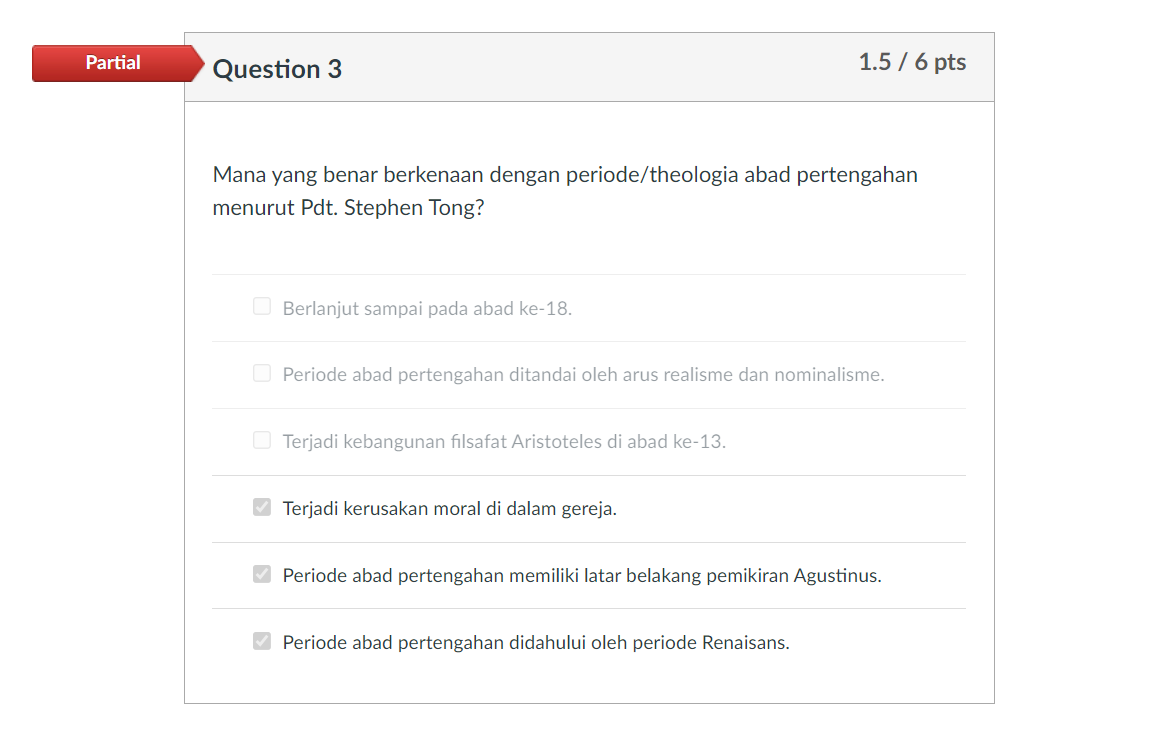 Partial
Question 3
1.5 / 6 pts
Mana yang benar berkenaan dengan periode/theologia abad pertengahan
menurut Pdt. Stephen Tong?
Berlanjut sampai pada abad ke-18.
Periode abad pertengahan ditandai oleh arus realisme dan nominalisme.
Terjadi kebangunan filsafat Aristoteles di abad ke-13.
Terjadi kerusakan moral di dalam gereja.
Periode abad pertengahan memiliki latar belakang pemikiran Agustinus.
Periode abad pertengahan didahului oleh periode Renaisans.